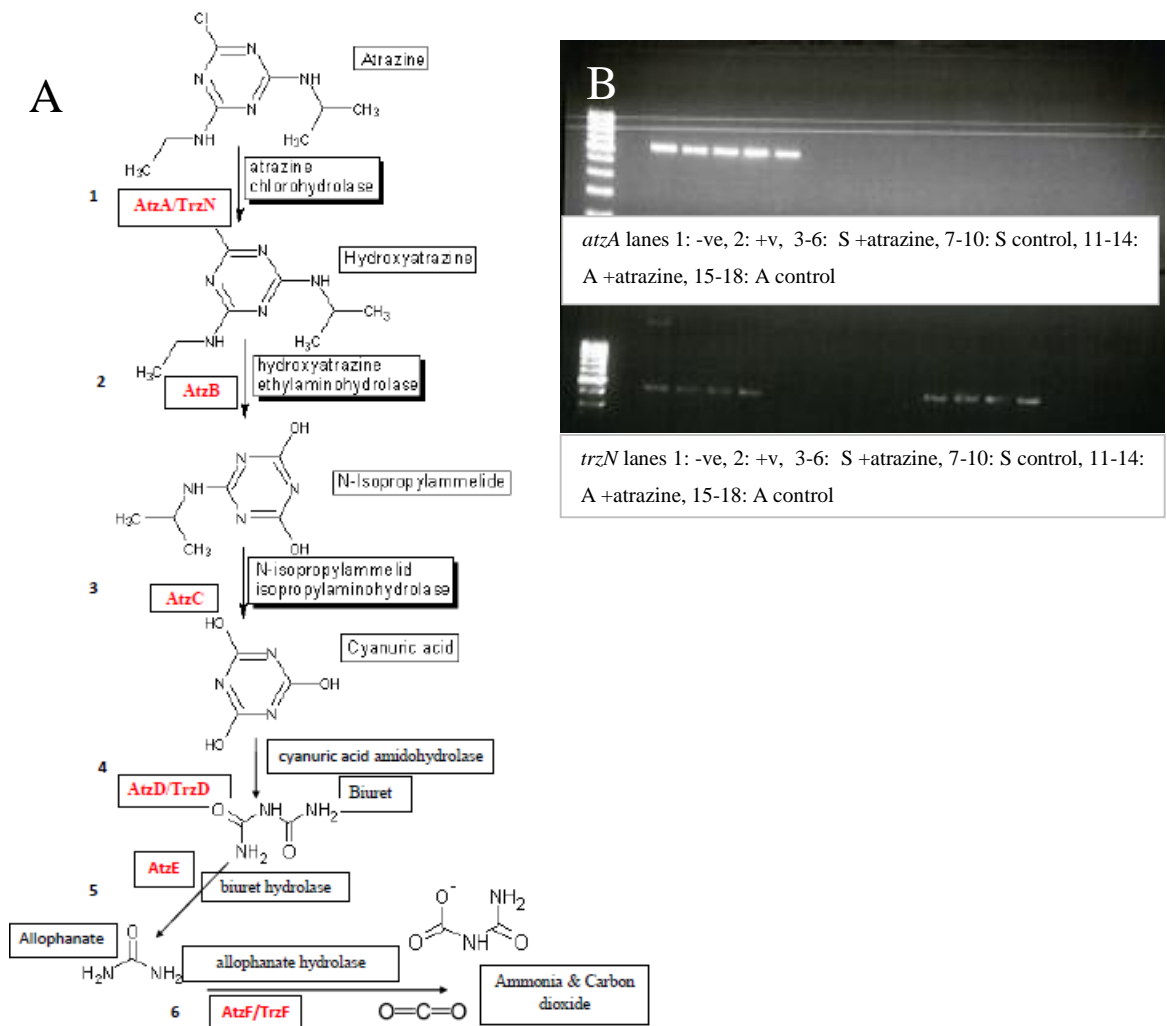 A
Cl
N
N
N
NH
CH₃
H₃C
NH
H₃C
Atrazine
atrazine
chlorohydrolase
1
AtzA/TrzN
Hydroxyatrazine
N
N
N
NH
CH₃
H₃C
NH
CH₃
hydroxyatrazine
ethylaminohydrolase
2
AtzB
OH
N
N
N
NH
H₃C
CH₃
OH
N-Isopropylammelide
N-isopropylammelid
isopropylaminohydrolase
3
AtzC
HO
N
N
N
OH
HO
Cyanuric acid
cyanuric acid amidohydrolase
4
AtzD/TrzD
Biuret
O
NH
NH₂
NH₂
O
AtzE
5
biuret hydrolase
Allophanate
O
H₂N
NH₂
allophanate hydrolase
6
AtzF/TrzF
O⁻
NH₂
O
NH
O
O=C=O
Ammonia & Carbon
dioxide
B
atzA lanes 1: -ve, 2: +v, 3-6: S +atrazine, 7-10: S control, 11-14:
A +atrazine, 15-18: A control
trzN lanes 1: -ve, 2: +v, 3-6: S +atrazine, 7-10: S control, 11-14:
A +atrazine, 15-18: A control